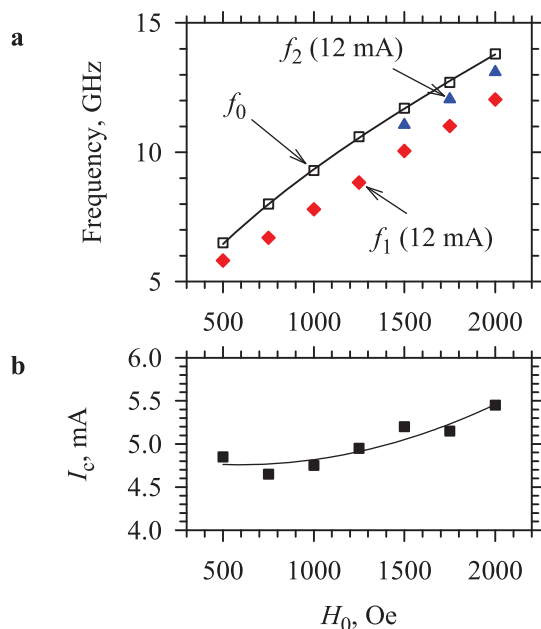 a
15
10
5
Frequency, GHz
f₂ (12 mA)
f₀
f₁ (12 mA)
500 1000 1500 2000
b
6.0
5.5
5.0
4.5
4.0
I_c, mA
500 1000 1500 2000
H₀, Oe